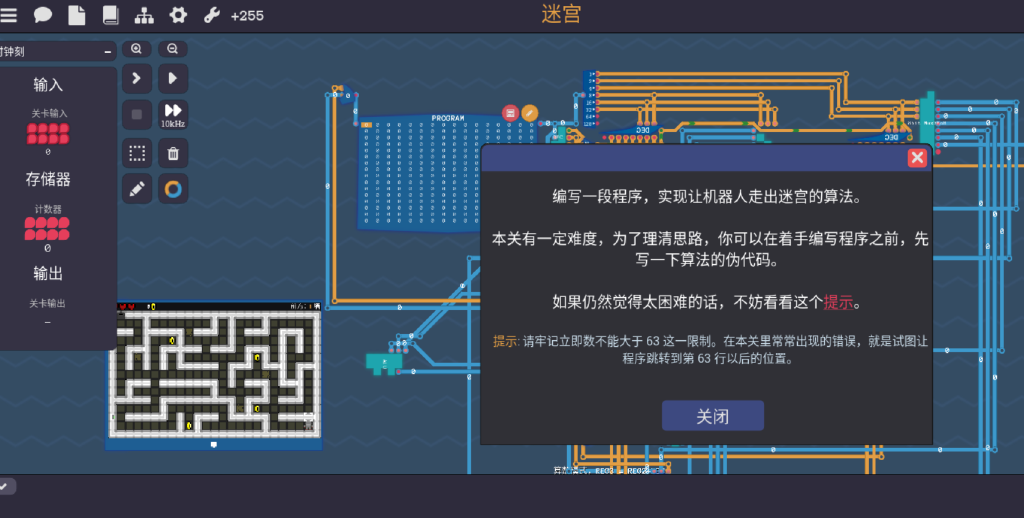 +255
迷宫
时钟刻
输入
关卡输入
0
存储器
计数器
0
输出
关卡输出
–
10kHz
PROGRAM
DEC
DEC
编写一段程序，实现让机器人走出迷宫的算法。
本关有一定难度，为了理清思路，你可以在着手编写程序之前，先
写一下算法的伪代码。
如果仍然觉得太困难的话，不妨看看这个提示。
提示: 请牢记立即数不能大于 63 这一限制。在本关里常常出现的错误，就是试图让
程序跳转到第 63 行以后的位置。
关闭